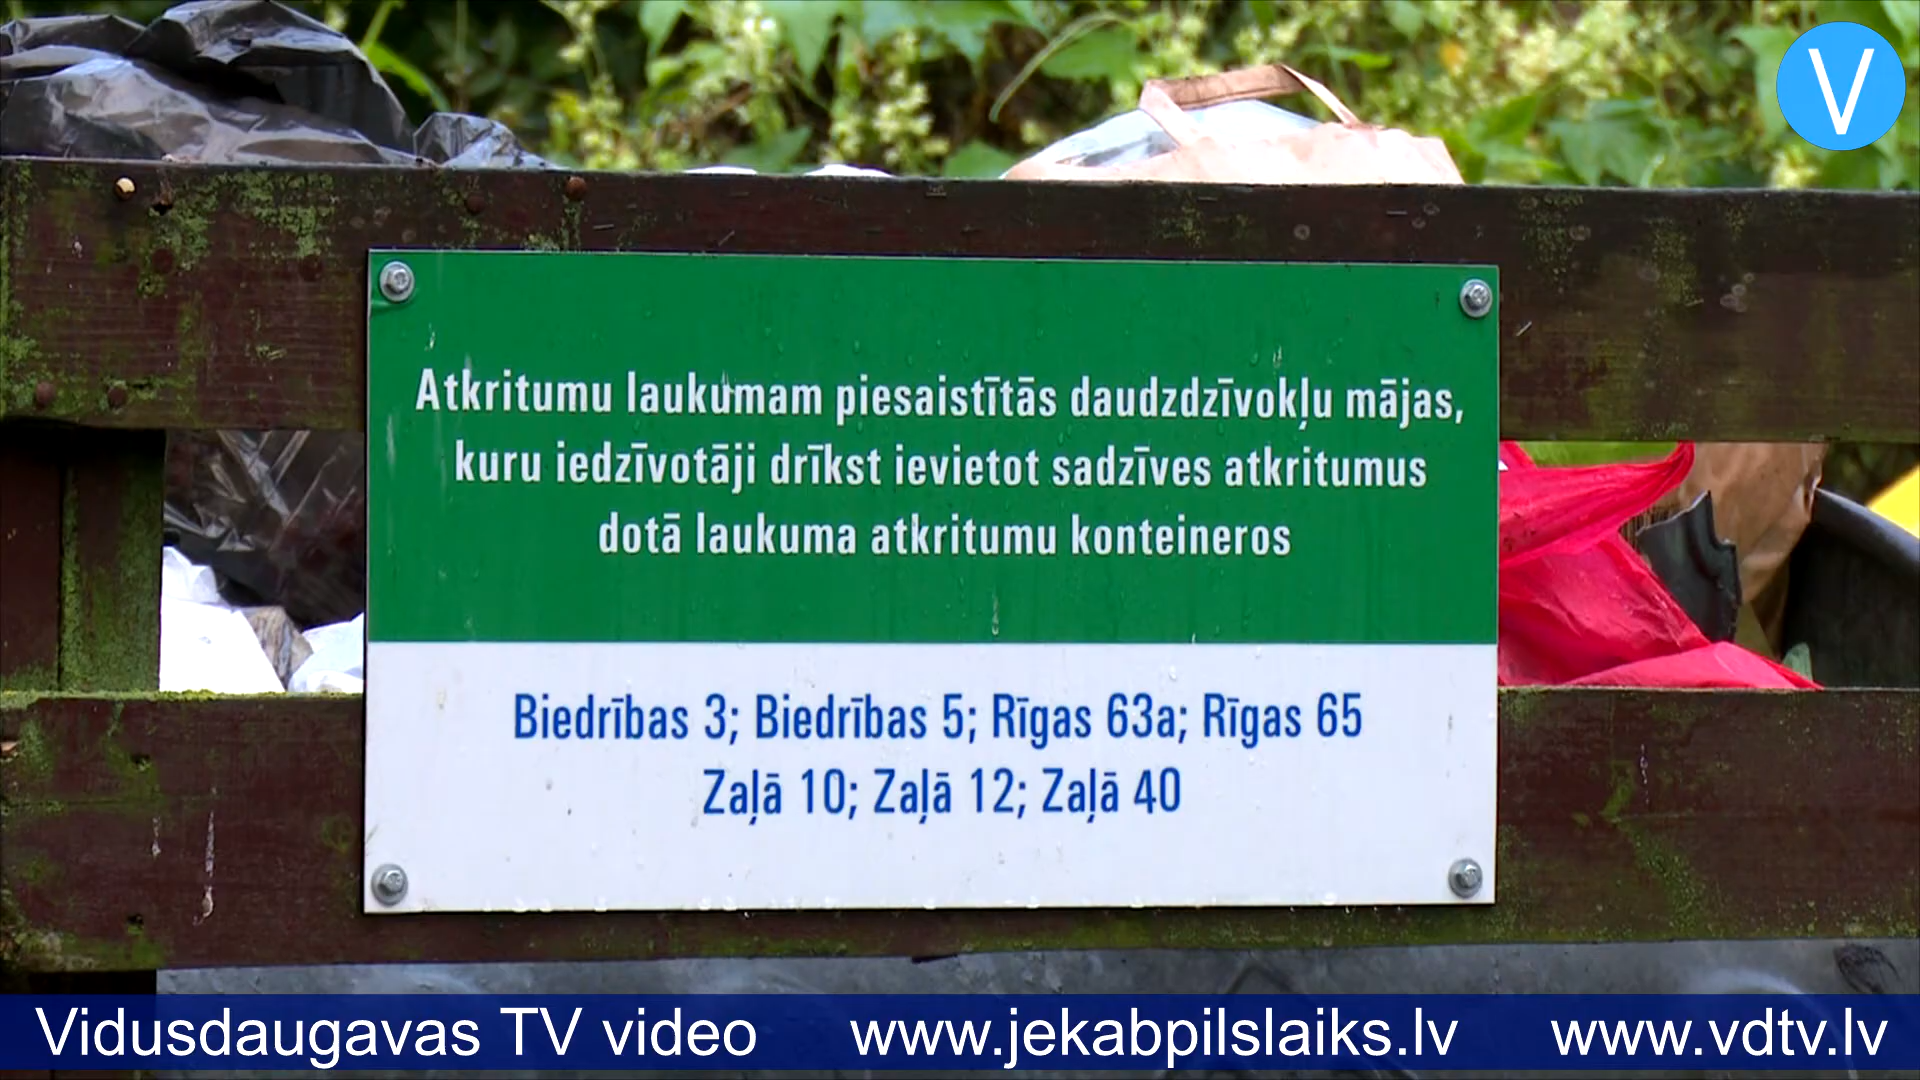 V
Atkritumu laukumam piesaistītās daudzdzīvokļu mājas,
kuru iedzīvotāji drīkst ievietot sadzīves atkritumus
dotā laukuma atkritumu konteineros
Biedrības 3; Biedrības 5; Rīgas 63a; Rīgas 65
Zaļā 10; Zaļā 12; Zaļā 40
Vidusdaugavas TV video www.jekabpilslaiks.lv www.vdtv.lv